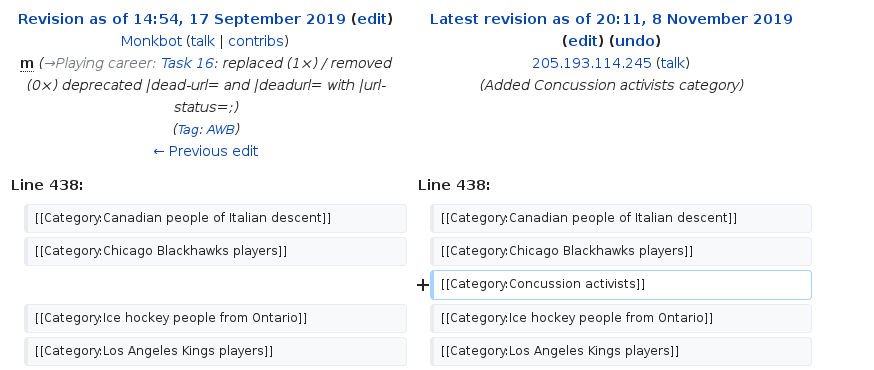 Revision as of 14:54, 17 September 2019 (edit)
Monkbot (talk | contribs)
m (→Playing career: Task 16: replaced (1×) / removed
(0×) deprecated |dead-url= and |deadurl= with |url-
status=;)
(Tag: AWB)
← Previous edit
Latest revision as of 20:11, 8 November 2019
(edit) (undo)
205.193.114.245 (talk)
(Added Concussion activists category)
Line 438:
Line 438:
[[Category:Canadian people of Italian descent]]
[[Category:Canadian people of Italian descent]]
[[Category:Chicago Blackhawks players]]
[[Category:Chicago Blackhawks players]]
+ [[Category:Concussion activists]]
[[Category:Ice hockey people from Ontario]]
[[Category:Ice hockey people from Ontario]]
[[Category:Los Angeles Kings players]]
[[Category:Los Angeles Kings players]]